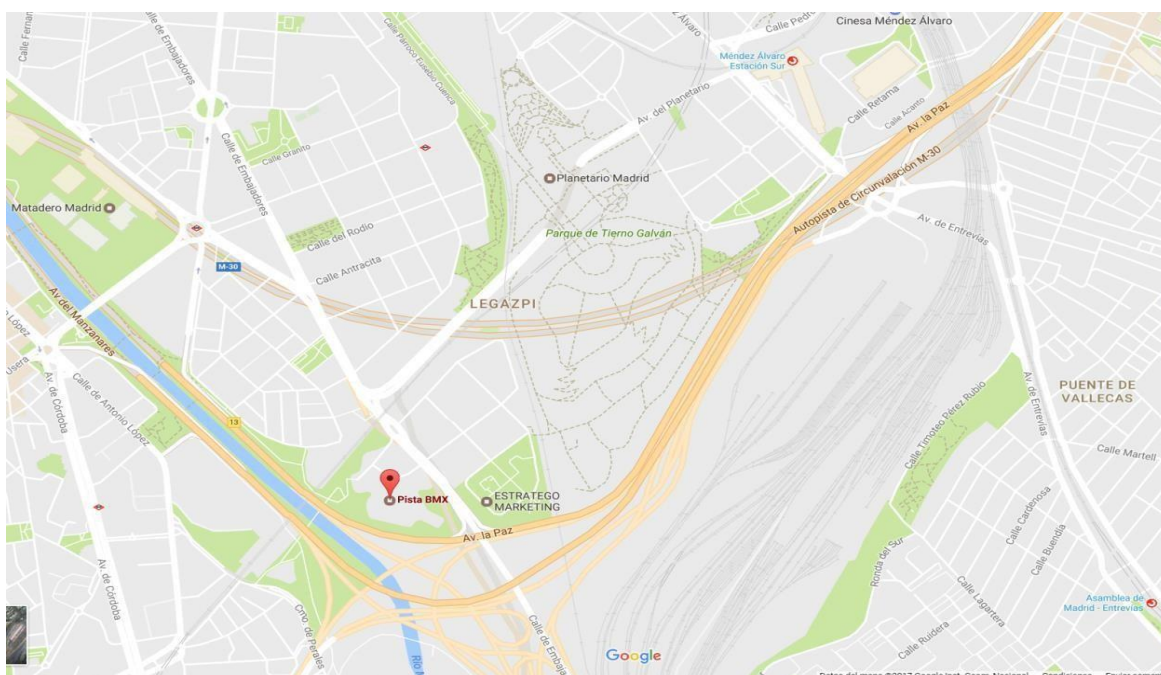 Calle Fernan
Calle de Embajadores
Calle Párroco Eusebio Cuenca
Calle Pedro
Cinesa Méndez Álvaro
Méndez Álvaro
Estación Sur
Calle Retama
Calle Acanto
Av. la Paz
Av. del Planetario
Calle Granito
Calle de Embajadores
Planetario Madrid
Autopista de Circunvalación M-30
Matadero Madrid
Av. de Entrevías
Parque de Tierno Galván
Calle del Rodio
Calle Antracita
M-30
LEGAZPI
Av del Manzanares
López
Usera
Av. de Córdoba
Calle de Antonio López
13
PUENTE DE
VALLECAS
Av. de Entrevías
Calle Timoteo Pérez Rubio
Calle Martell
Pista BMX
ESTRATEGO
MARKETING
Av. la Paz
Calle Cardenosa
Calle Buendía
Ronda del Sur
Av. de Córdoba
Cmo. de Perales
Calle de Embaja
Calle Lagartera
Calle Ruidera
Asamblea de
Madrid - Entrevías
Google
Río M